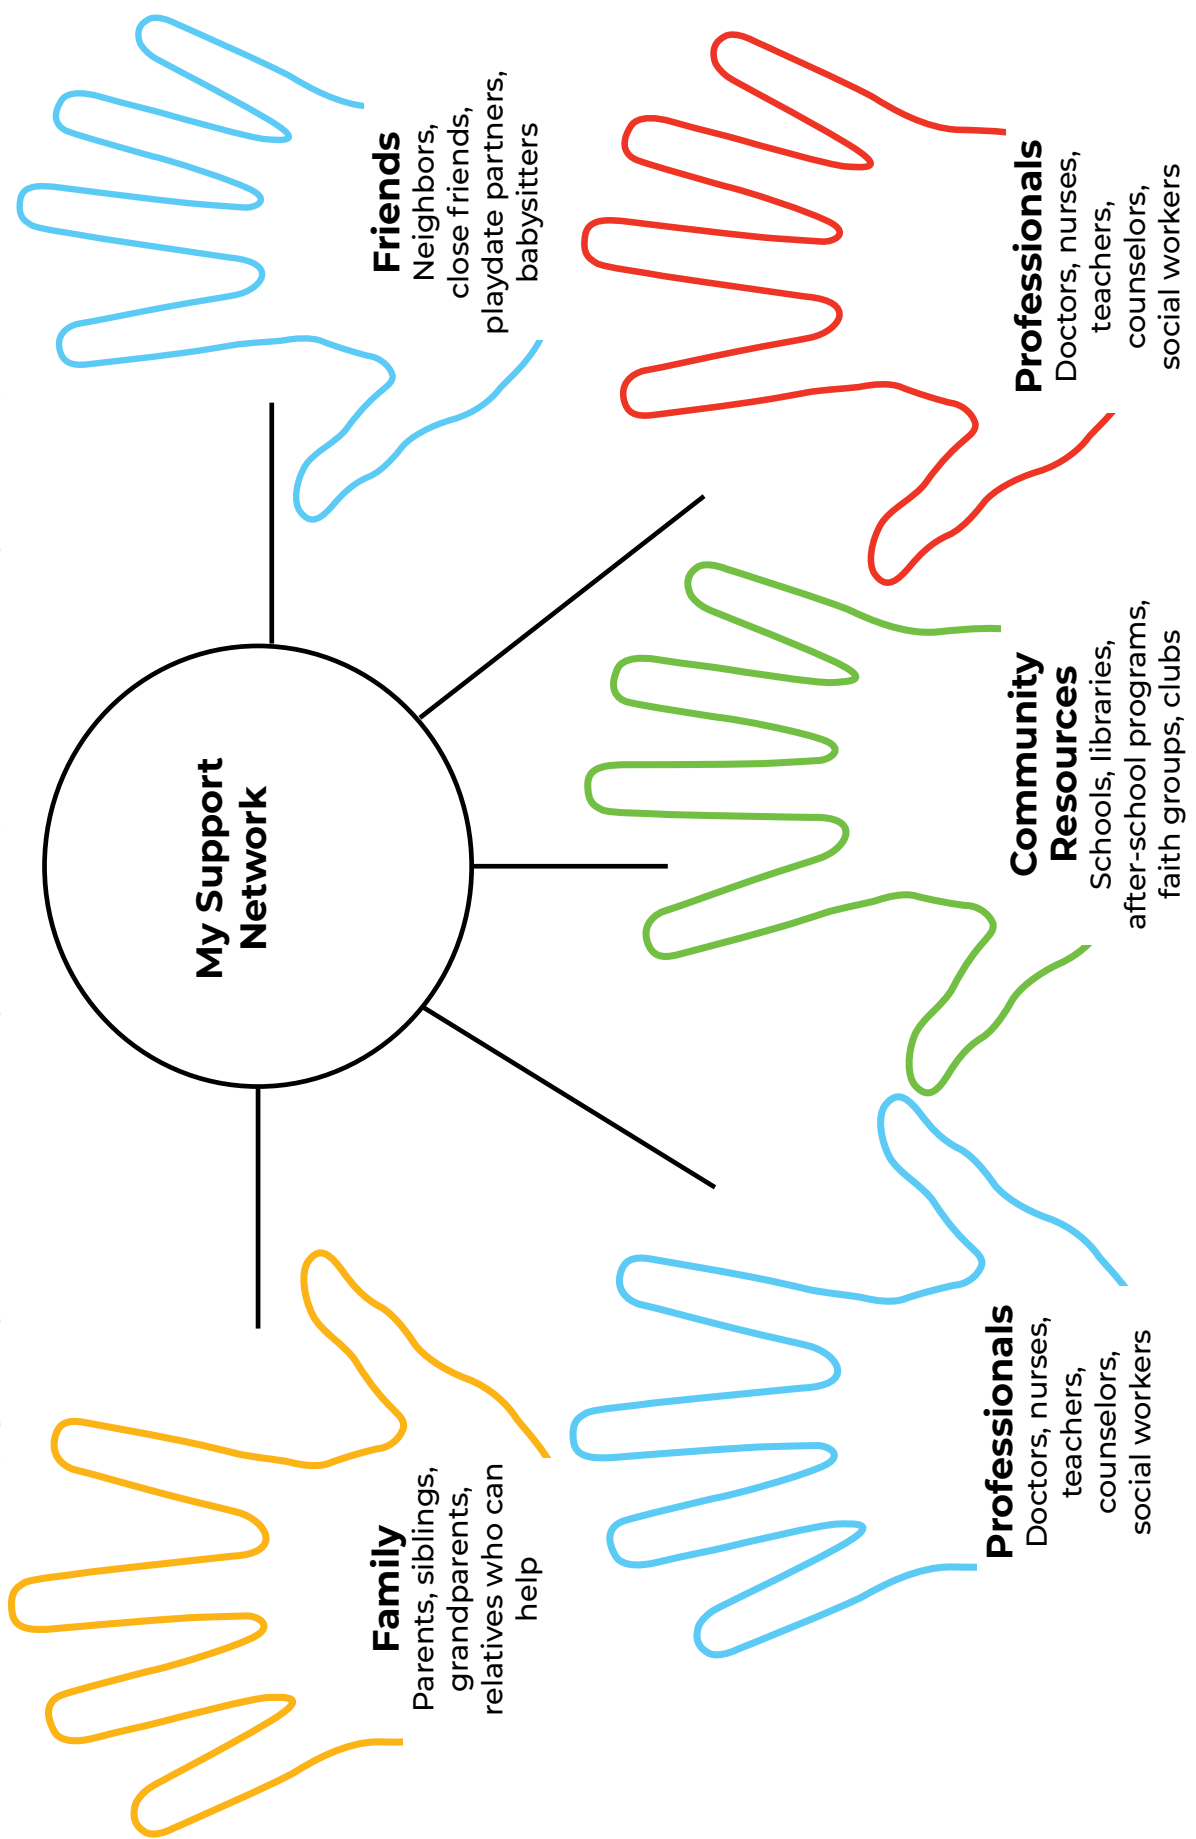 My Support
Network
Family
Parents, siblings,
grandparents,
relatives who can
help
Professionals
Doctors, nurses,
teachers,
counselors,
social workers
Community
Resources
Schools, libraries,
after-school programs,
faith groups, clubs
Professionals
Doctors, nurses,
teachers,
counselors,
social workers
Friends
Neighbors,
close friends,
playdate partners,
babysitters